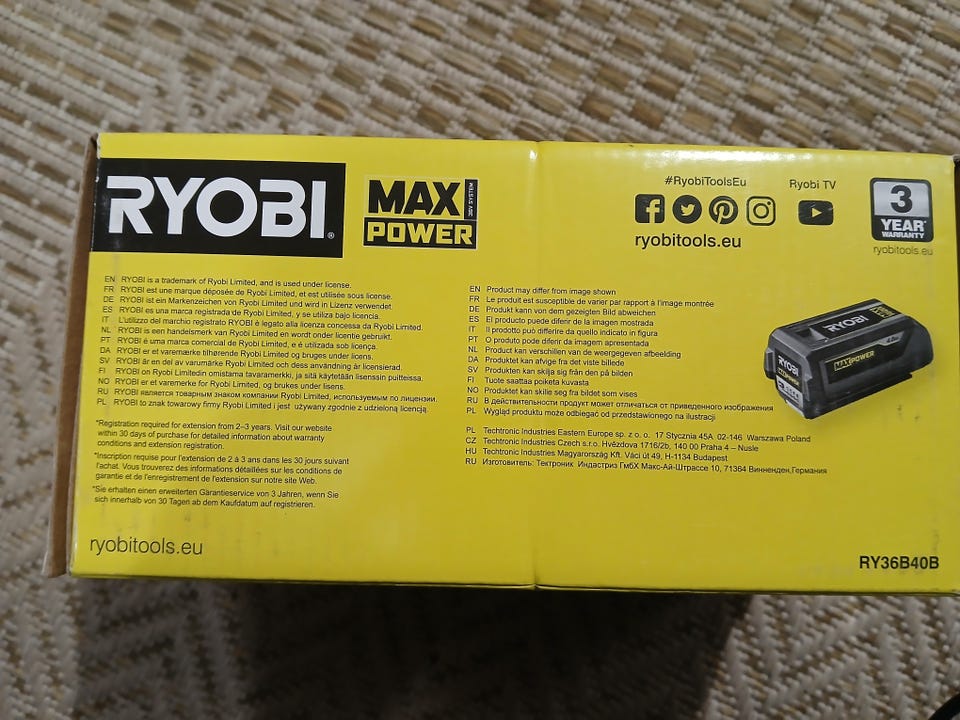 RYOBI
MAX
36V SYSTEM
POWER
#RyobiToolsEu
Ryobi TV
ryobitools.eu
3
YEAR*
WARRANTY
ryobitools.eu
EN RYOBI is a trademark of Ryobi Limited, and is used under license.
FR RYOBI est une marque déposée de Ryobi Limited, et est utilisée sous license.
DE RYOBI ist ein Markenzeichen von Ryobi Limited und wird in Lizenz verwendet.
ES RYOBI es una marca registrada de Ryobi Limited, y se utiliza bajo licencia.
IT L'utilizzo del marchio registrato RYOBI è legato alla licenza concessa da Ryobi Limited.
NL RYOBI is een handelsmerk van Ryobi Limited en wordt onder licentie gebruikt.
PT RYOBI é uma marca comercial de Ryobi Limited, e é utilizada sob licença.
DA RYOBI er et varemærke tilhørende Ryobi Limited og bruges under licens.
SV RYOBI är en del av varumärke Ryobi Limited och dess användning är licensierad.
FI RYOBI on Ryobi Limitedin omistama tavaramerkki, ja sitä käytetään lisenssin puitteissa.
NO RYOBI er et varemerke for Ryobi Limited, og brukes under lisens.
RU RYOBI является товарным знаком компании Ryobi Limited, используемым по лицензии.
PL RYOBI to znak towarowy firmy Ryobi Limited i jest używany zgodnie z udzieloną licencją.
*Registration required for extension from 2–3 years. Visit our website
within 30 days of purchase for detailed information about warranty
conditions and extension registration.
*Inscription requise pour l'extension de 2 à 3 ans dans les 30 jours suivant
l'achat. Vous trouverez des informations détaillées sur les conditions de
garantie et de l'enregistrement de l'extension sur notre site Web.
*Sie erhalten einen erweiterten Garantieservice von 3 Jahren, wenn Sie
sich innerhalb von 30 Tagen ab dem Kaufdatum auf registrieren.
ryobitools.eu
EN Product may differ from image shown
FR Le produit est susceptible de varier par rapport à l'image montrée
DE Produkt kann von dem gezeigten Bild abweichen
ES El producto puede diferir de la imagen mostrada
IT Il prodotto può differire da quello indicato in figura
PT O produto pode diferir da imagem apresentada
NL Product kan verschillen van de weergegeven afbeelding
DA Produktet kan afvige fra det viste billede
SV Produkten kan skilja sig från den på bilden
FI Tuote saattaa poiketa kuvasta
NO Produktet kan skille seg fra bildet som vises
RU В действительности продукт может отличаться от приведенного изображения
PL Wygląd produktu może odbiegać od przedstawionego na ilustracji
PL Techtronic Industries Eastern Europe sp. z o. o. 17 Stycznia 45A 02-146 Warszawa Poland
CZ Techtronic Industries Czech s.r.o. Hvězdova 1716/2b, 140 00 Praha 4 – Nusle
HU Techtronic Industries Magyarország Kft. Váci út 49, H-1134 Budapest
RU Изготовитель: Тектроник Индастриз ГмбХ Макс-Ай-Штрассе 10, 71364 Винненден,Германия
RYOBI
RYOBI
MAX POWER
4.0Ah
RY36B40B